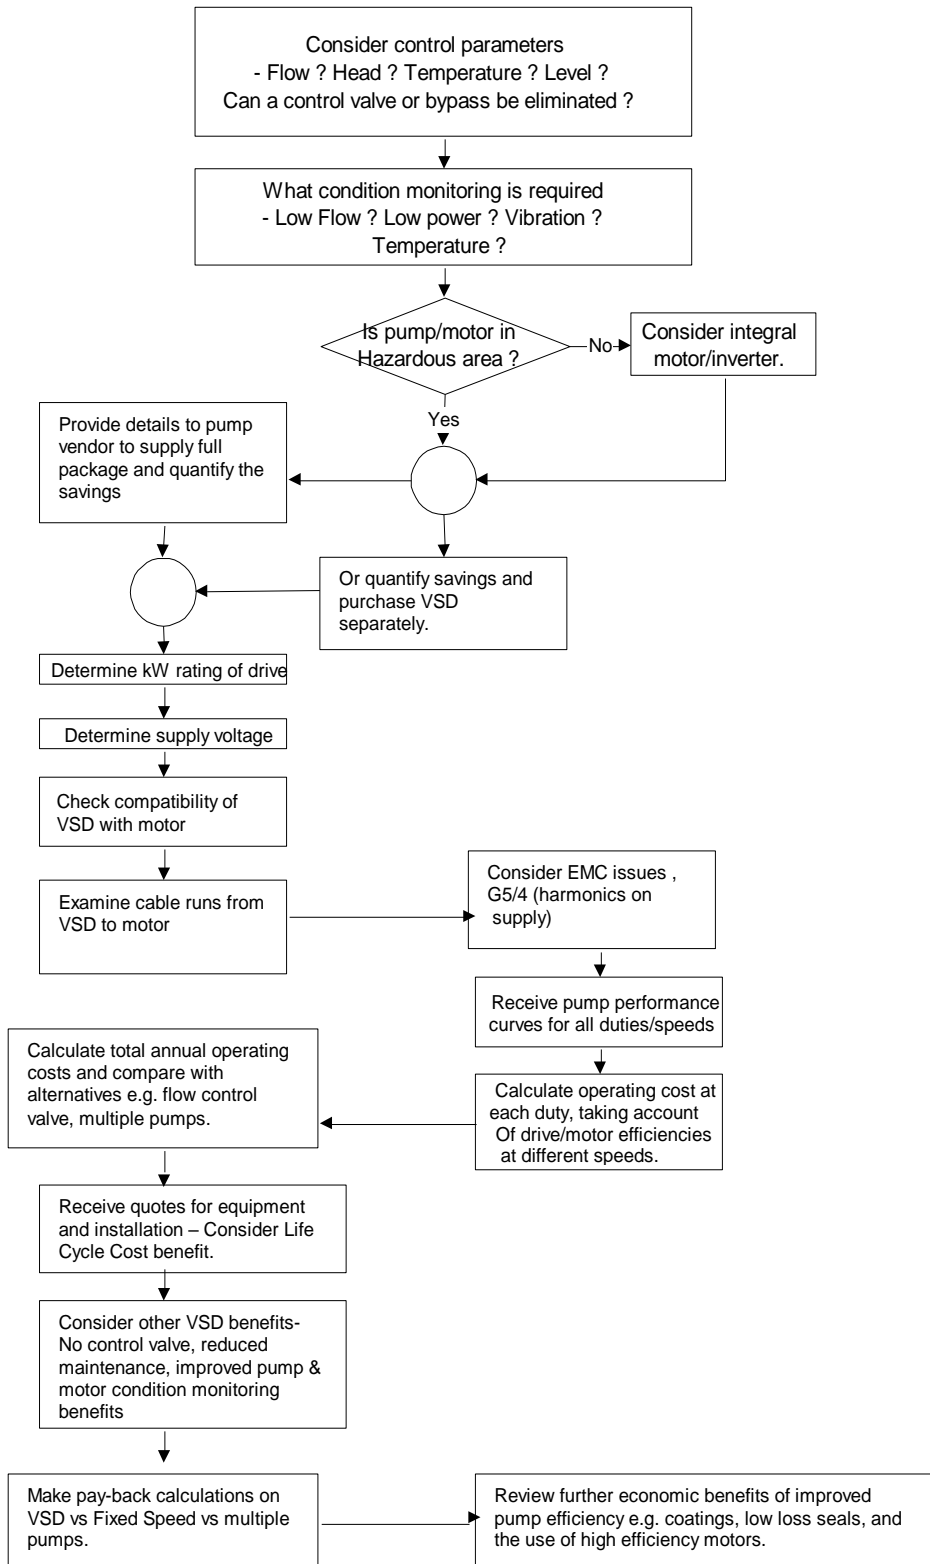 Consider control parameters
- Flow ? Head ? Temperature ? Level ?
Can a control valve or bypass be eliminated ?
What condition monitoring is required
- Low Flow ? Low power ? Vibration ?
Temperature ?
Is pump/motor in
Hazardous area ?
No
Consider integral
motor/inverter.
Yes
Provide details to pump
vendor to supply full
package and quantify the
savings
Or quantify savings and
purchase VSD
separately.
Determine kW rating of drive
Determine supply voltage
Check compatibility of
VSD with motor
Examine cable runs from
VSD to motor
Consider EMC issues ,
G5/4 (harmonics on
supply)
Receive pump performance
curves for all duties/speeds
Calculate operating cost at
each duty, taking account
Of drive/motor efficiencies
at different speeds.
Calculate total annual operating
costs and compare with
alternatives e.g. flow control
valve, multiple pumps.
Receive quotes for equipment
and installation – Consider Life
Cycle Cost benefit.
Consider other VSD benefits-
No control valve, reduced
maintenance, improved pump &
motor condition monitoring
benefits
Make pay-back calculations on
VSD vs Fixed Speed vs multiple
pumps.
Review further economic benefits of improved
pump efficiency e.g. coatings, low loss seals, and
the use of high efficiency motors.